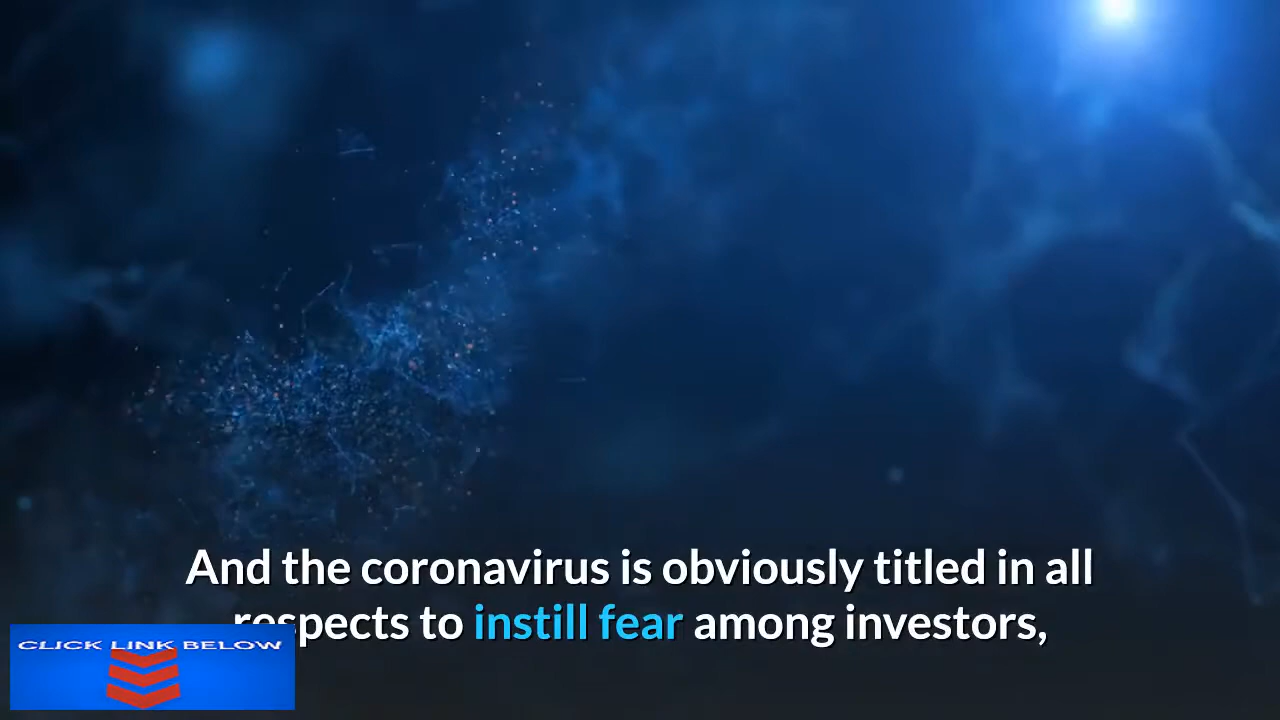 And the coronavirus is obviously titled in all
respects to instill fear among investors,
CLICK LINK BELOW